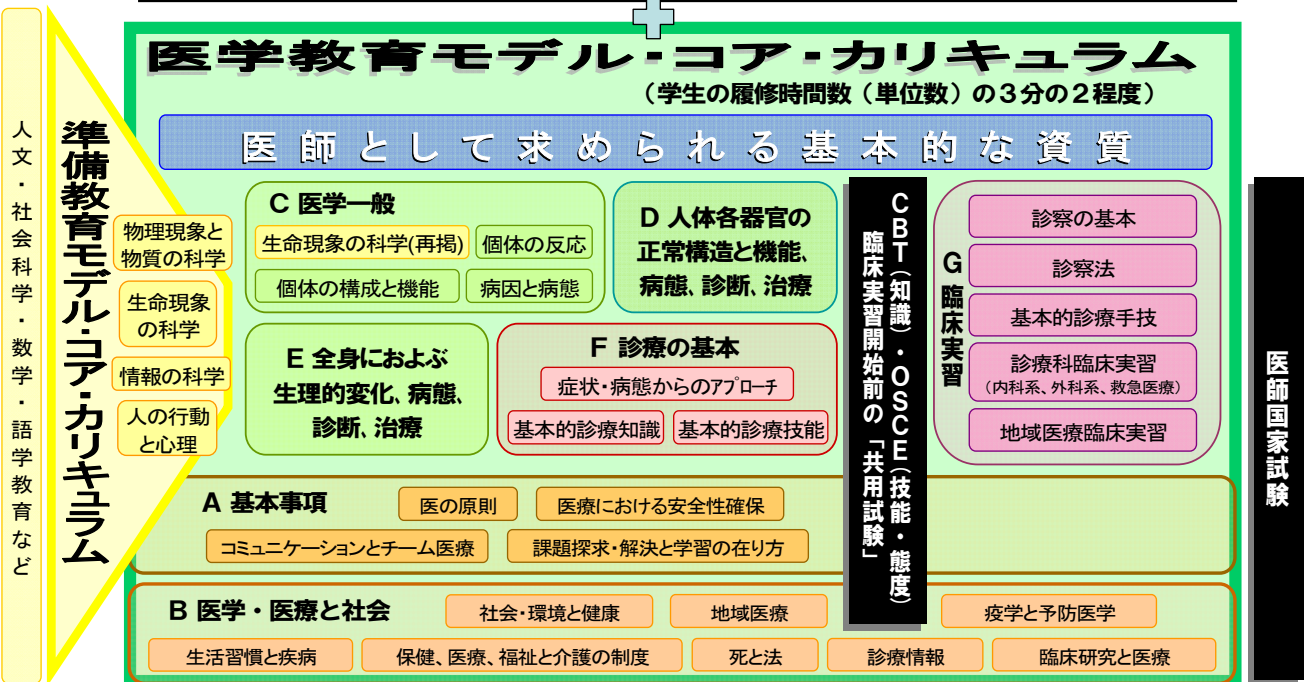 医学教育モデル・コア・カリキュラム
（学生の履修時間数（単位数）の３分の２程度）
医師として求められる基本的な資質
人文・社会科学・数学・語学教育など
準備教育モデル・コア・カリキュラム
物理現象と
物質の科学
生命現象
の科学
情報の科学
人の行動
と心理
C 医学一般
生命現象の科学(再掲)
個体の反応
個体の構成と機能
病因と病態
D 人体各器官の
正常構造と機能、
病態、診断、治療
E 全身におよぶ
生理的変化、病態、
診断、治療
F 診療の基本
症状・病態からのアプローチ
基本的診療知識
基本的診療技能
CBT（知識）・OSCE（技能・態度）
臨床実習開始前の「共用試験」
G 臨床実習
診察の基本
診察法
基本的診療手技
診療科臨床実習
（内科系、外科系、救急医療）
地域医療臨床実習
医師国家試験
A 基本事項
医の原則
医療における安全性確保
コミュニケーションとチーム医療
課題探求・解決と学習の在り方
B 医学・医療と社会
社会・環境と健康
地域医療
疫学と予防医学
生活習慣と疾病
保健、医療、福祉と介護の制度
死と法
診療情報
臨床研究と医療